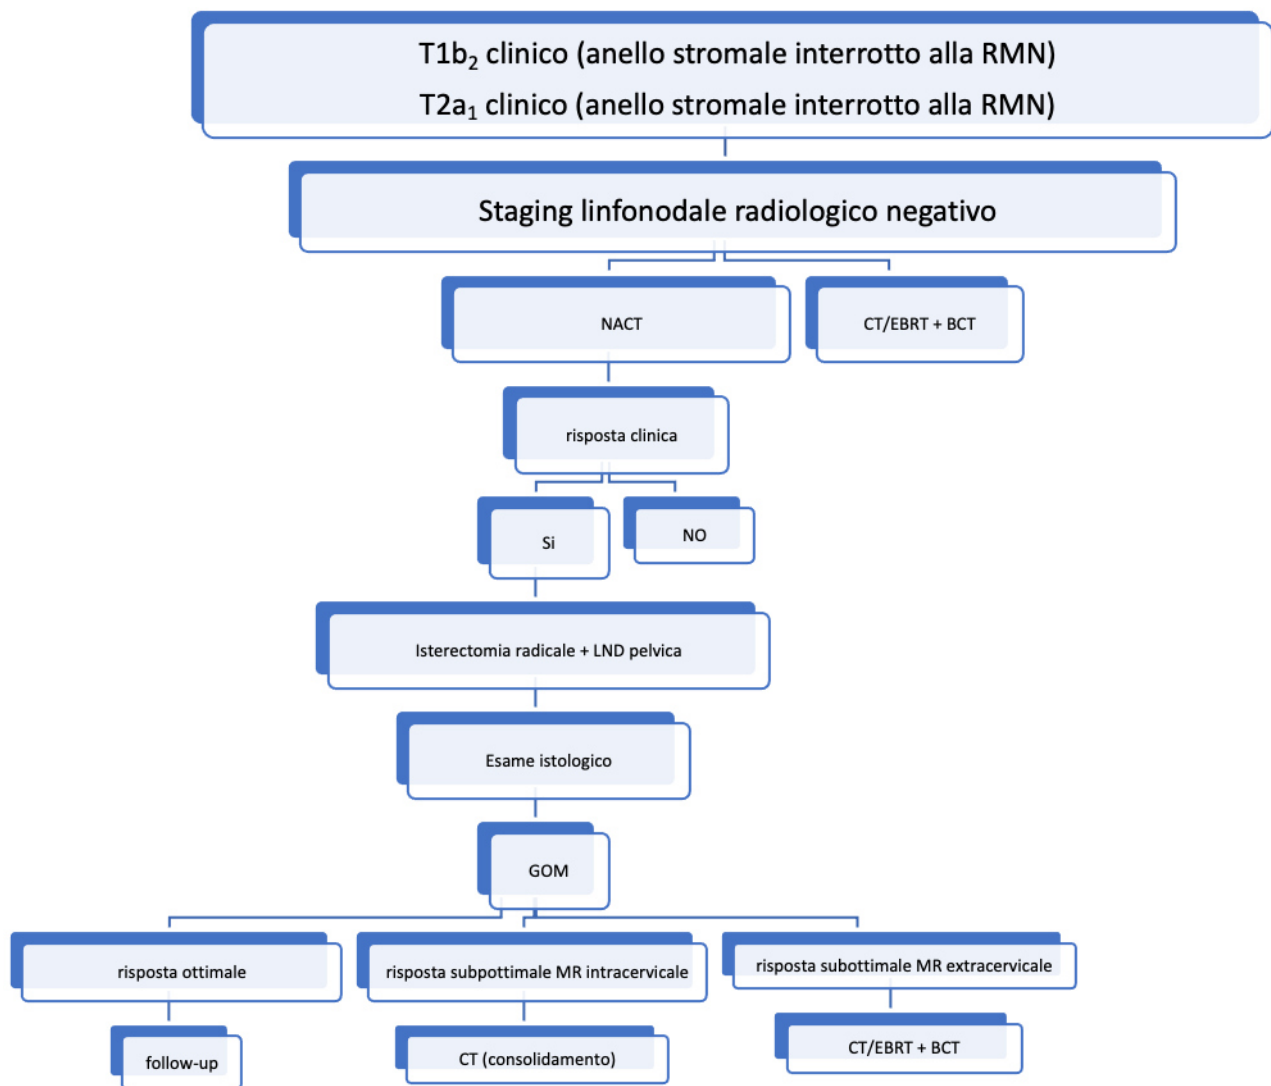 T1b₂ clinico (anello stromale interrotto alla RMN)
T2a₁ clinico (anello stromale interrotto alla RMN)
Staging linfonodale radiologico negativo
NACT
CT/EBRT + BCT
risposta clinica
Si
NO
Isterectomia radicale + LND pelvica
Esame istologico
GOM
risposta ottimale
risposta subpottimale MR intracervicale
risposta subottimale MR extracervicale
follow-up
CT (consolidamento)
CT/EBRT + BCT